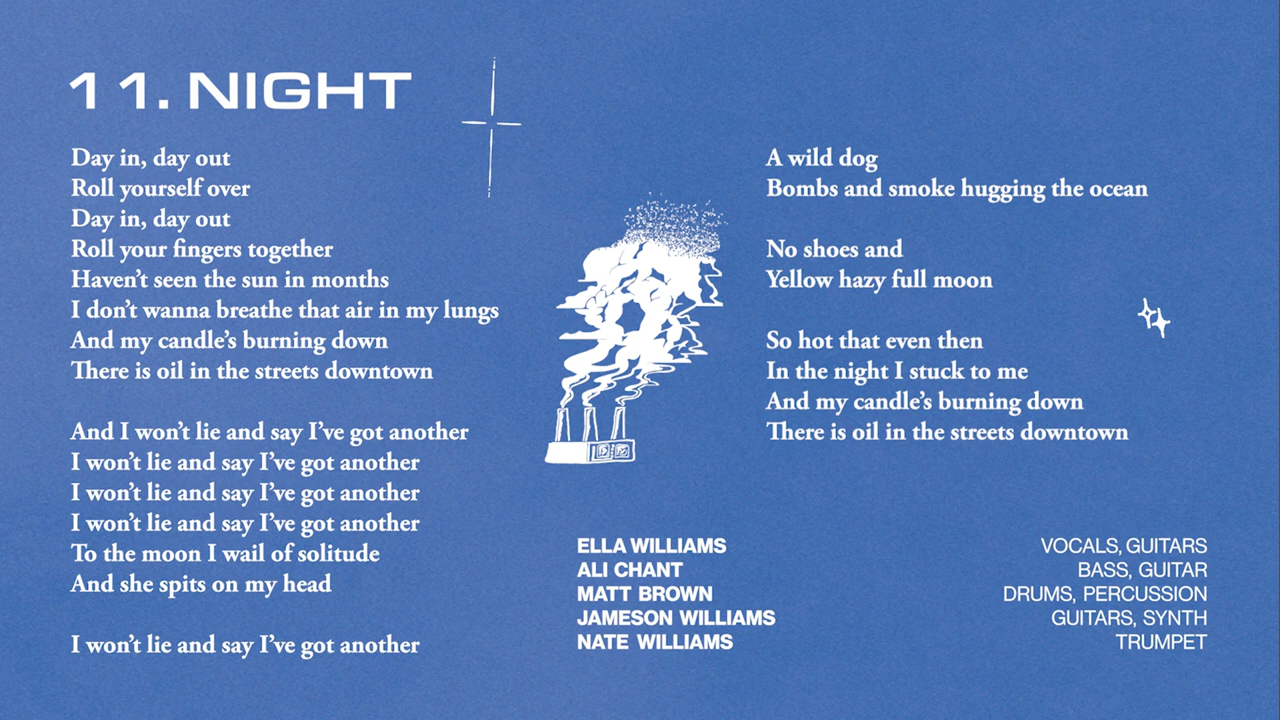 11. NIGHT
Day in, day out
Roll yourself over
Day in, day out
Roll your fingers together
Haven't seen the sun in months
I don't wanna breathe that air in my lungs
And my candle's burning down
There is oil in the streets downtown
And I won't lie and say I've got another
I won't lie and say I've got another
I won't lie and say I've got another
I won't lie and say I've got another
To the moon I wail of solitude
And she spits on my head
I won't lie and say I've got another
A wild dog
Bombs and smoke hugging the ocean
No shoes and
Yellow hazy full moon
So hot that even then
In the night I stuck to me
And my candle's burning down
There is oil in the streets downtown
ELLA WILLIAMS VOCALS, GUITARS
ALI CHANT BASS, GUITAR
MATT BROWN DRUMS, PERCUSSION
JAMESON WILLIAMS GUITARS, SYNTH
NATE WILLIAMS TRUMPET